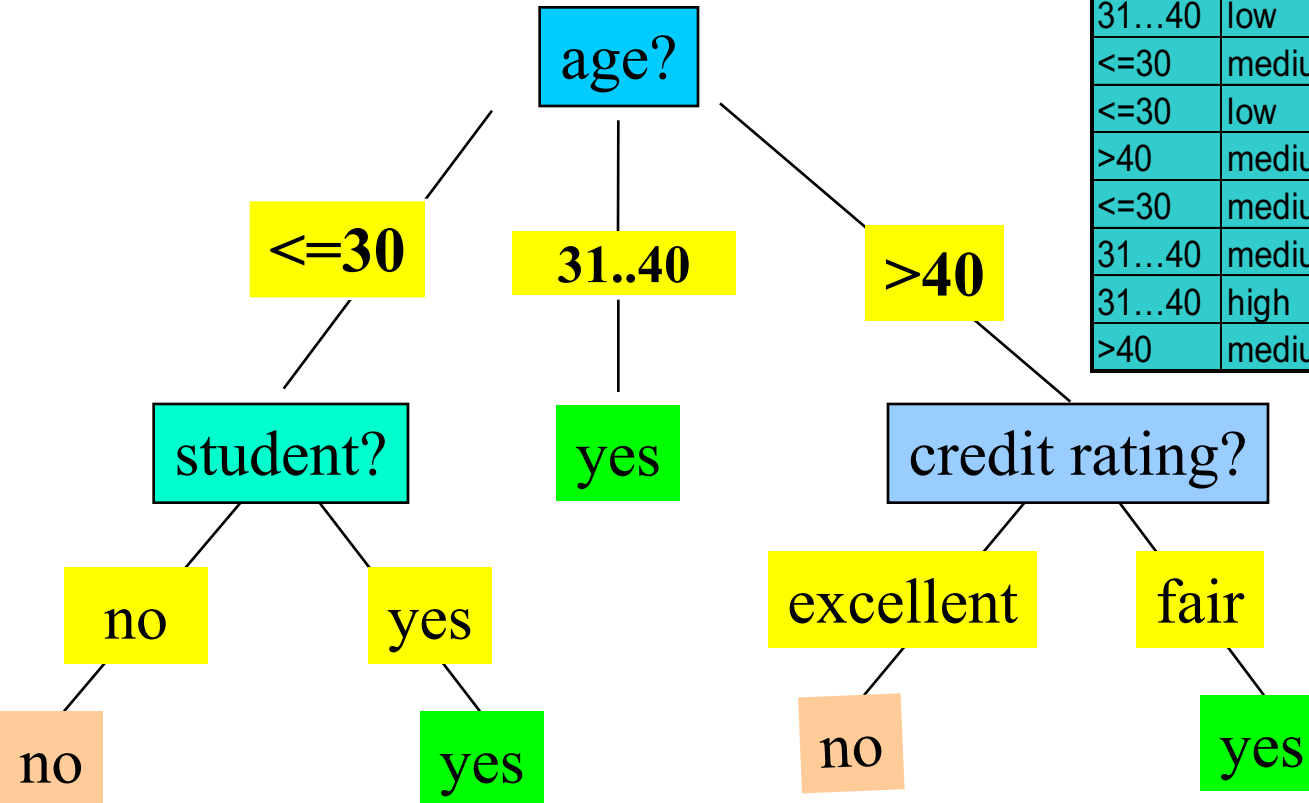 age?
31…40 low
<=30
<=30 low
>40
<=30
31…40
31…40 high
>40
<=30 31..40 >40
student? yes credit rating?
no yes excellent fair
no yes no yes